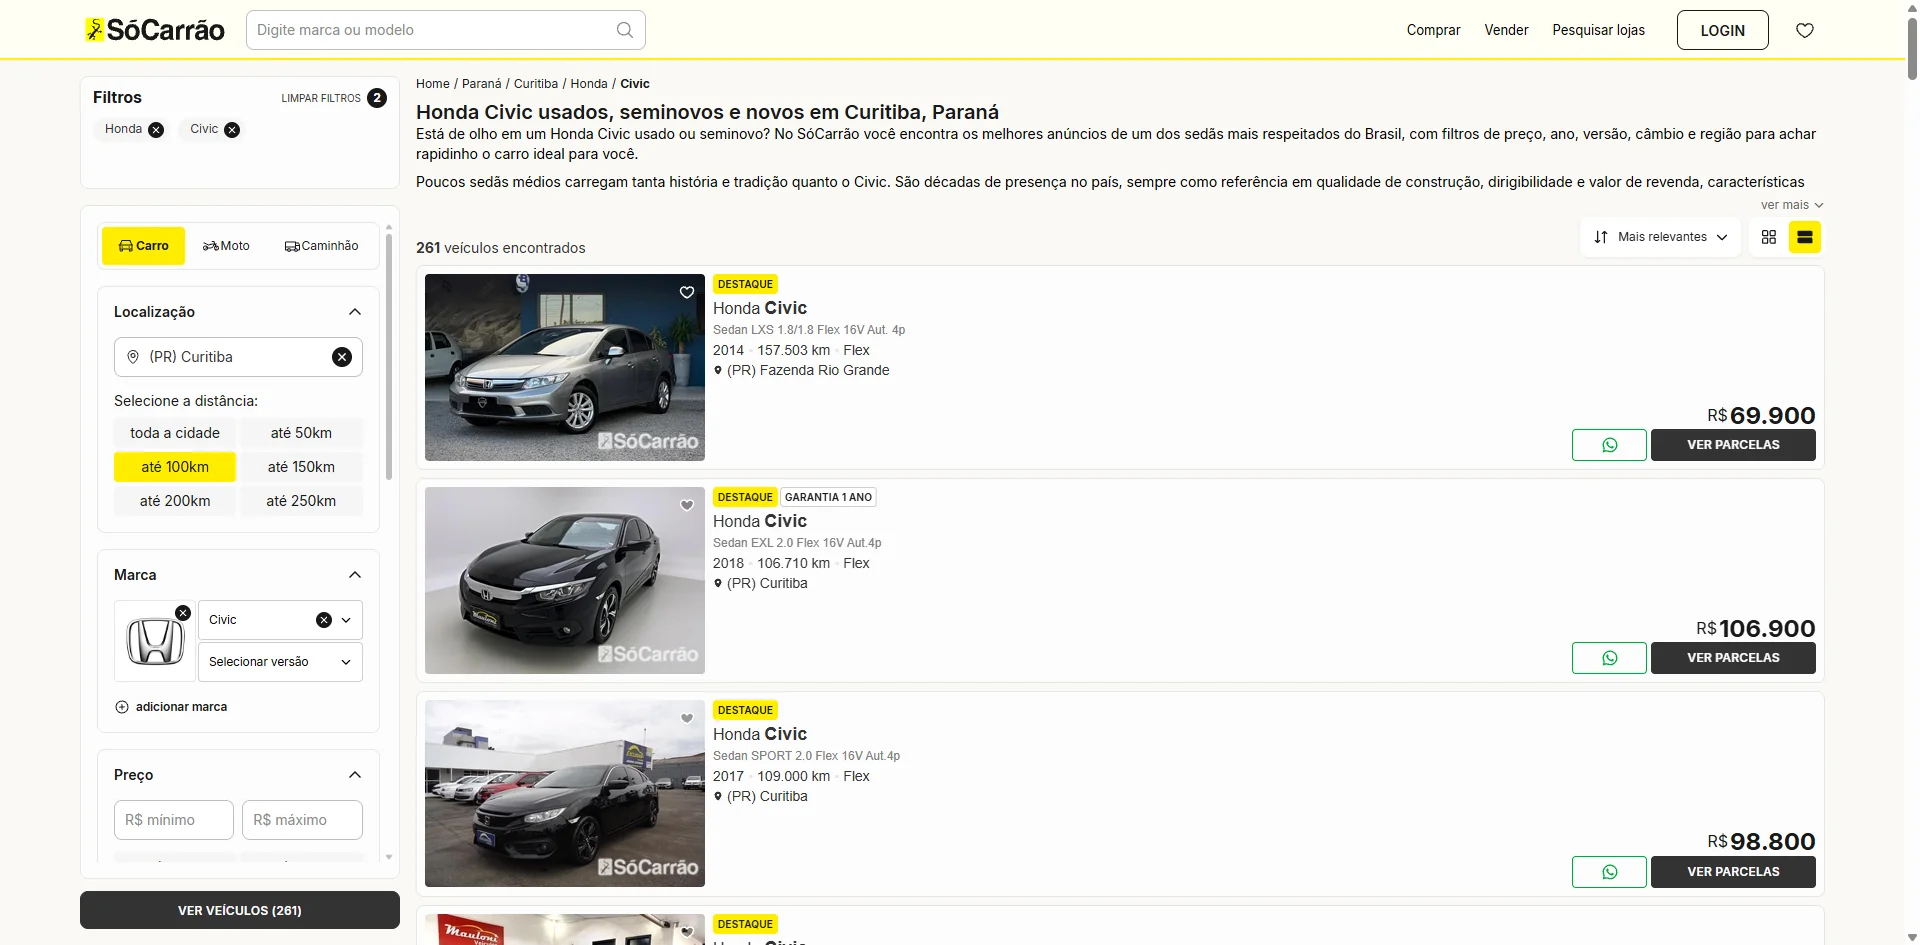 SóCarrão
Digite marca ou modelo
Comprar
Vender
Pesquisar lojas
LOGIN
Filtros
LIMPAR FILTROS 2
Honda
Civic
Carro
Moto
Caminhão
Localização
(PR) Curitiba
Selecione a distância:
toda a cidade
até 50km
até 100km
até 150km
até 200km
até 250km
Marca
Civic
Selecionar versão
adicionar marca
Preço
R$ mínimo
R$ máximo
VER VEÍCULOS (261)
Home / Paraná / Curitiba / Honda / Civic
Honda Civic usados, seminovos e novos em Curitiba, Paraná
Está de olho em um Honda Civic usado ou seminovo? No SóCarrão você encontra os melhores anúncios de um dos sedãs mais respeitados do Brasil, com filtros de preço, ano, versão, câmbio e região para achar
rapidinho o carro ideal para você.
Poucos sedãs médios carregam tanta história e tradição quanto o Civic. São décadas de presença no país, sempre como referência em qualidade de construção, dirigibilidade e valor de revenda, características
ver mais
261 veículos encontrados
Mais relevantes
SóCarrão
DESTAQUE
Honda Civic
Sedan LXS 1.8/1.8 Flex 16V Aut. 4p
2014 · 157.503 km · Flex
(PR) Fazenda Rio Grande
R$ 69.900
VER PARCELAS
Mauloni
SóCarrão
DESTAQUE
GARANTIA 1 ANO
Honda Civic
Sedan EXL 2.0 Flex 16V Aut.4p
2018 · 106.710 km · Flex
(PR) Curitiba
R$ 106.900
VER PARCELAS
SóCarrão
DESTAQUE
Honda Civic
Sedan SPORT 2.0 Flex 16V Aut.4p
2017 · 109.000 km · Flex
(PR) Curitiba
R$ 98.800
VER PARCELAS
Mauloni
DESTAQUE
Honda Civic